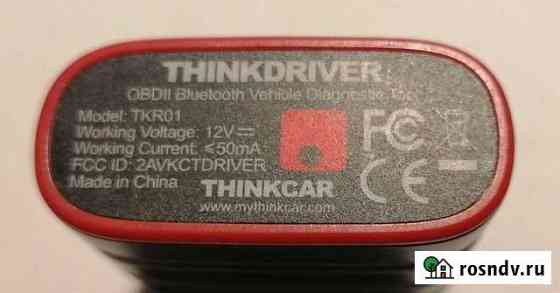 THINKDRIVER
OBDII Bluetooth Vehicle Diagnostic Tool
Model: TKR01
Working Voltage: 12V⎓
Working Current: ≤50mA
FCC ID: 2AVKCTDRIVER
Made in China
THINKCAR
www.mythinkcar.com
FC
CE
rosndv.ru